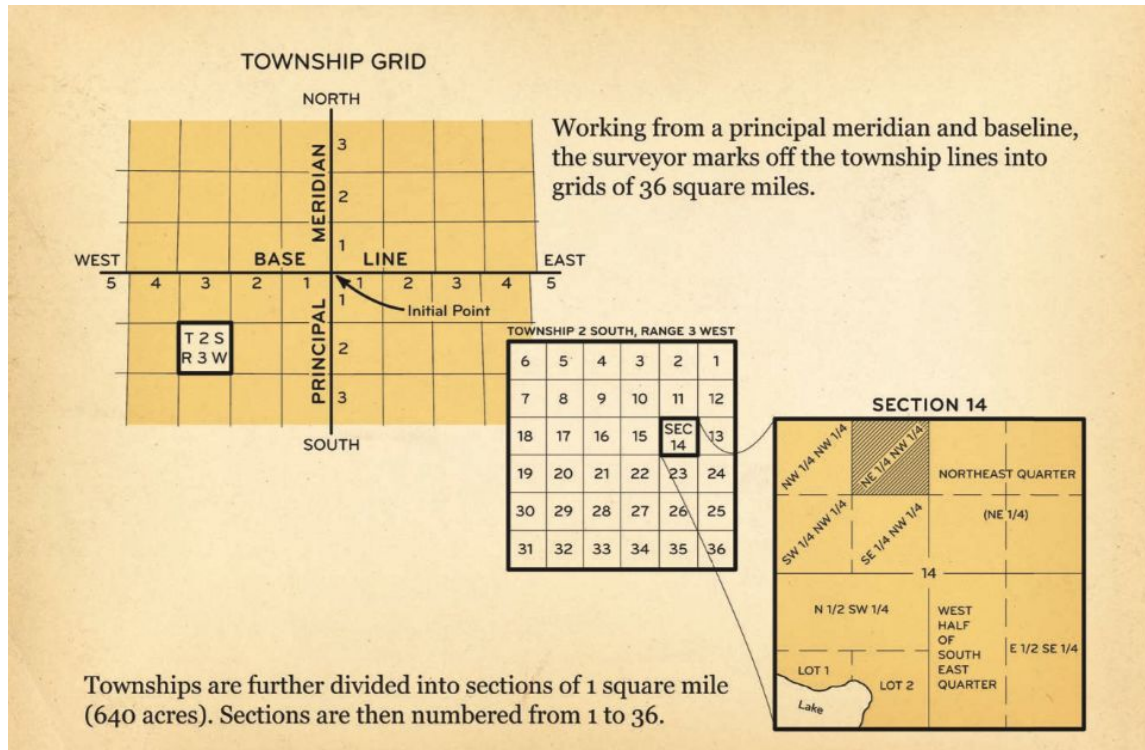 TOWNSHIP GRID
NORTH
Working from a principal meridian and baseline,
the surveyor marks off the township lines into
grids of 36 square miles.
3
2
1
PRINCIPAL MERIDIAN
WEST BASE LINE EAST
5 4 3 2 1 1 2 3 4 5
Initial Point
1
2
3
T 2 S
R 3 W
SOUTH
TOWNSHIP 2 SOUTH, RANGE 3 WEST
6 5 4 3 2 1
7 8 9 10 11 12
18 17 16 15 SEC 14 13
19 20 21 22 23 24
30 29 28 27 26 25
31 32 33 34 35 36
SECTION 14
NW 1/4 NW 1/4
NE 1/4 NW 1/4
NORTHEAST QUARTER
(NE 1/4)
SW 1/4 NW 1/4
SE 1/4 NW 1/4
14
N 1/2 SW 1/4
WEST
HALF
OF
SOUTH
EAST
QUARTER
E 1/2 SE 1/4
LOT 1
LOT 2
Lake
Townships are further divided into sections of 1 square mile
(640 acres). Sections are then numbered from 1 to 36.